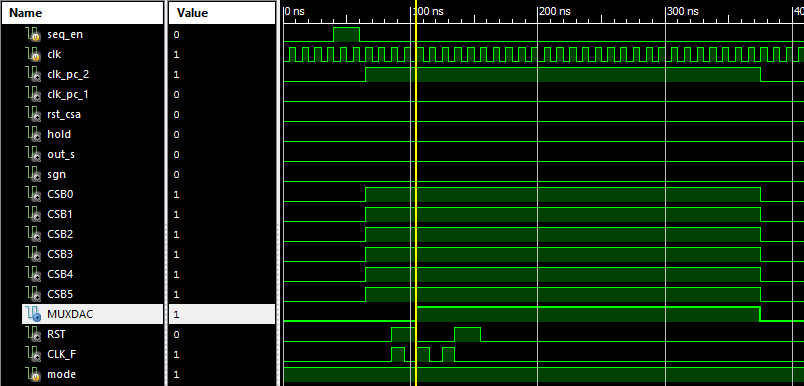 Name Value 0 ns 100 ns 200 ns 300 ns 40
seq_en 0
clk 1
clk_pc_2 1
clk_pc_1 0
rst_csa 0
hold 0
out_s 0
sgn 0
CSB0 1
CSB1 1
CSB2 1
CSB3 1
CSB4 1
CSB5 1
MUXDAC 1
RST 0
CLK_F 1
mode 1